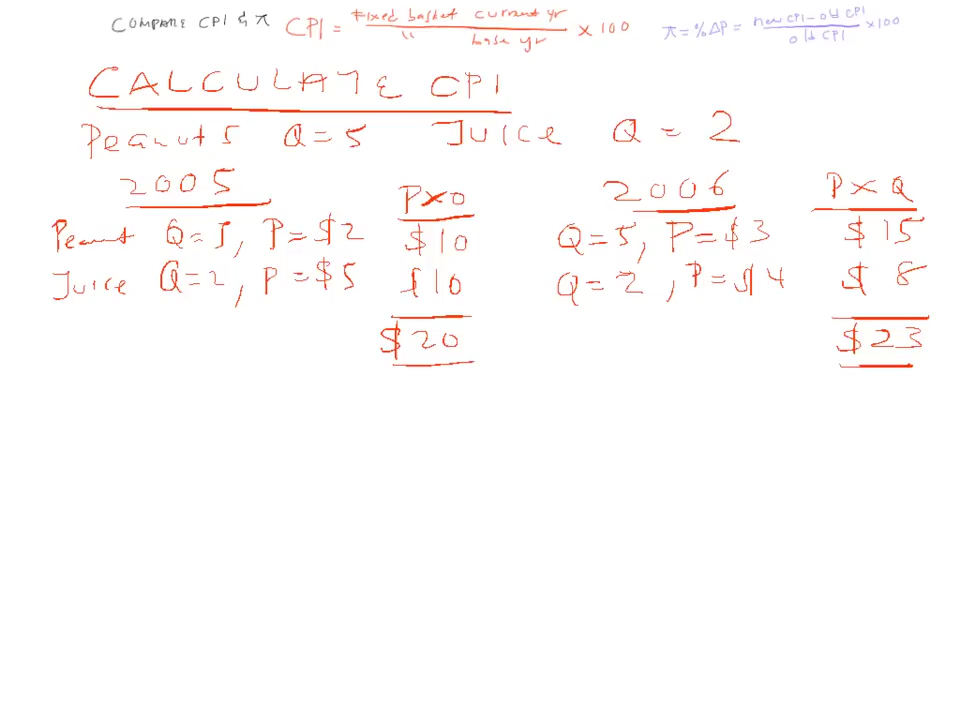 COMPARE CPI & π CPI = Fixed basket current yr / " base yr × 100 π = %ΔP = new CPI - old CPI / old CPI × 100
CALCULATE CPI
Peanuts Q = 5 Juice Q = 2
2005 P×Q 2006 P×Q
Peanut Q = 5, P = $2 $10 Q = 5, P = $3 $15
Juice Q = 2, P = $5 $10 Q = 2, P = $4 $8
$20 $23